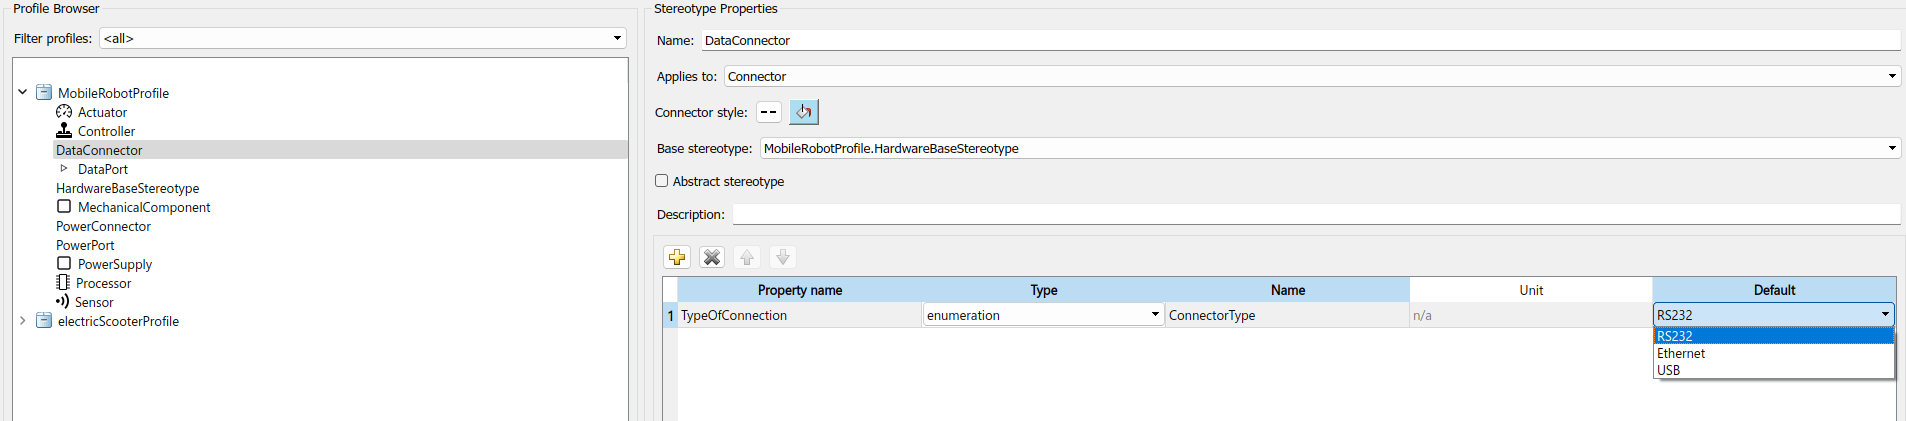 Profile Browser
Filter profiles: <all>
MobileRobotProfile
Actuator
Controller
DataConnector
DataPort
HardwareBaseStereotype
MechanicalComponent
PowerConnector
PowerPort
PowerSupply
Processor
Sensor
electricScooterProfile
Stereotype Properties
Name: DataConnector
Applies to: Connector
Connector style:
Base stereotype: MobileRobotProfile.HardwareBaseStereotype
Abstract stereotype
Description:
Property name Type Name Unit Default
1 TypeOfConnection enumeration ConnectorType n/a RS232
RS232
Ethernet
USB